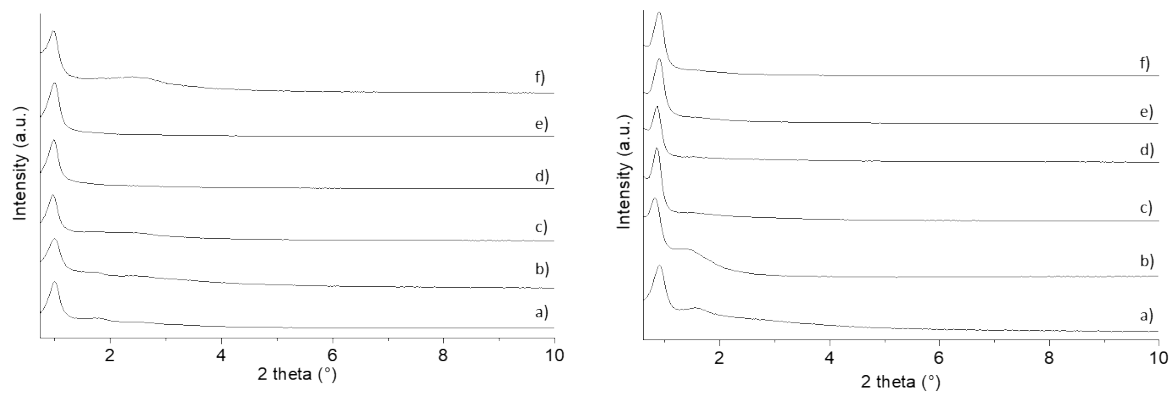 Intensity (a.u.)
f)
e)
d)
c)
b)
a)
2 4 6 8 10
2 theta (°)
Intensity (a.u.)
f)
e)
d)
c)
b)
a)
2 4 6 8 10
2 theta (°)